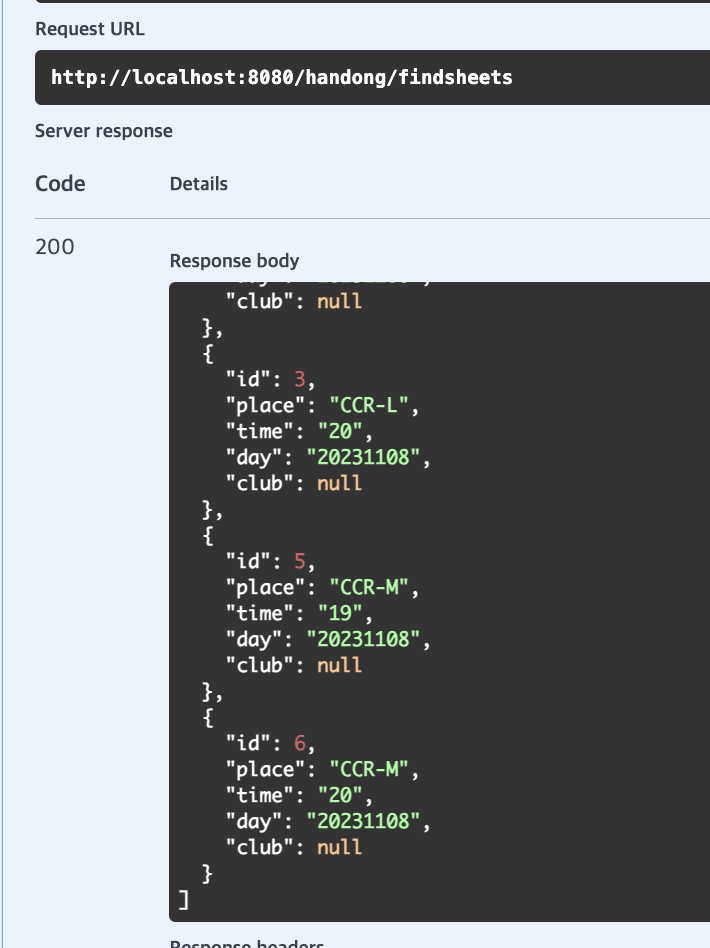 Request URL
http://localhost:8080/handong/findsheets
Server response
Code Details
200
Response body
"club": null
},
{
"id": 3,
"place": "CCR-L",
"time": "20",
"day": "20231108",
"club": null
},
{
"id": 5,
"place": "CCR-M",
"time": "19",
"day": "20231108",
"club": null
},
{
"id": 6,
"place": "CCR-M",
"time": "20",
"day": "20231108",
"club": null
}
]
Response headers